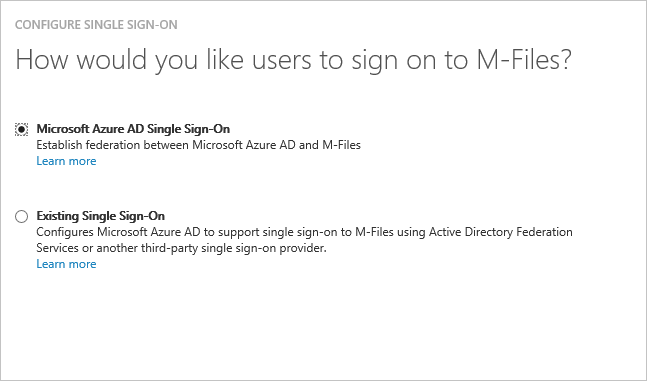 CONFIGURE SINGLE SIGN-ON
How would you like users to sign on to M-Files?
Microsoft Azure AD Single Sign-On
Establish federation between Microsoft Azure AD and M-Files
Learn more
Existing Single Sign-On
Configures Microsoft Azure AD to support single sign-on to M-Files using Active Directory Federation
Services or another third-party single sign-on provider.
Learn more